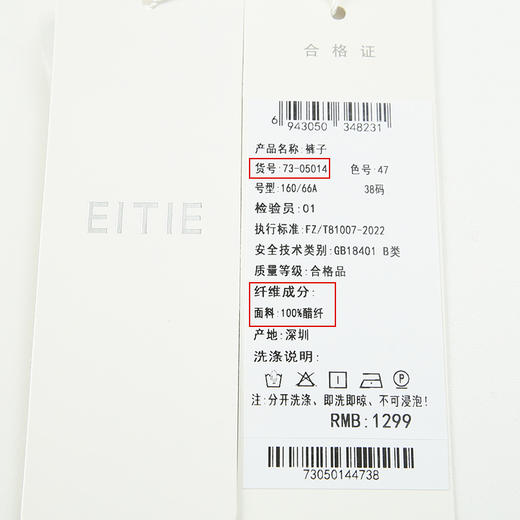 EITIE
合格证
6 943050 348231
产品名称:裤子
货号:73-05014 色号:47
号型:160/66A 38码
检验员:01
执行标准:FZ/T81007-2022
安全技术类别:GB18401 B类
质量等级:合格品
纤维成分:
面料:100%醋纤
产地:深圳
洗涤说明:
注:分开洗涤、即洗即晾、不可浸泡!
RMB:1299
73050144738